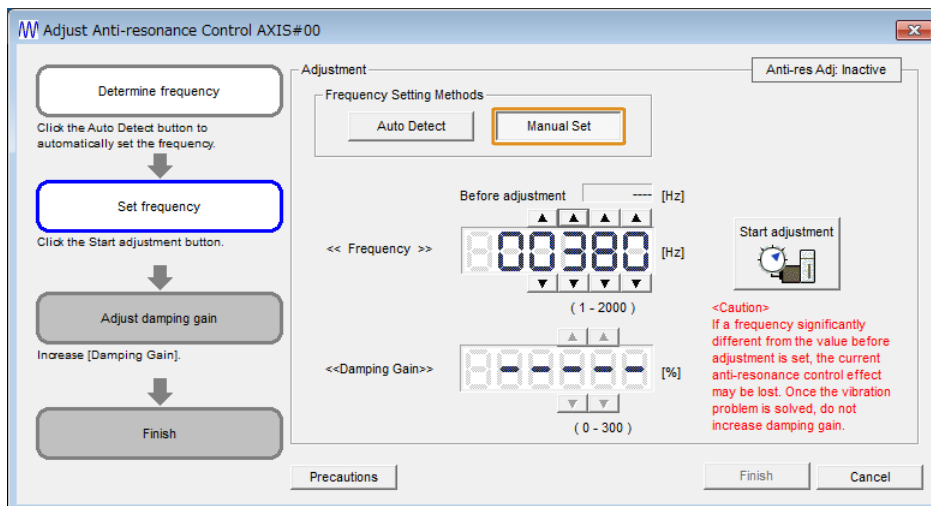 Adjust Anti-resonance Control AXIS#00
Determine frequency
Click the Auto Detect button to
automatically set the frequency.
Set frequency
Click the Start adjustment button.
Adjust damping gain
Increase [Damping Gain].
Finish
Adjustment
Anti-res Adj: Inactive
Frequency Setting Methods
Auto Detect
Manual Set
Before adjustment ---- [Hz]
<< Frequency >> 00380 [Hz]
( 1 - 2000 )
<<Damping Gain>> ----- [%]
( 0 - 300 )
Start adjustment
<Caution>
If a frequency significantly
different from the value before
adjustment is set, the current
anti-resonance control effect
may be lost. Once the vibration
problem is solved, do not
increase damping gain.
Precautions
Finish
Cancel